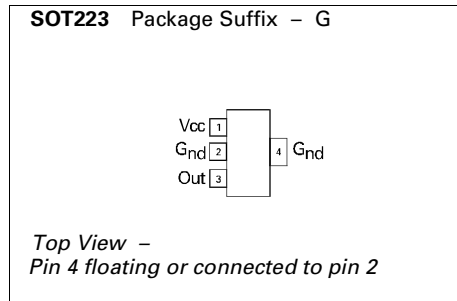 SOT223 Package Suffix – G
Vcc 1
Gnd 2
4 Gnd
Out 3
Top View –
Pin 4 floating or connected to pin 2